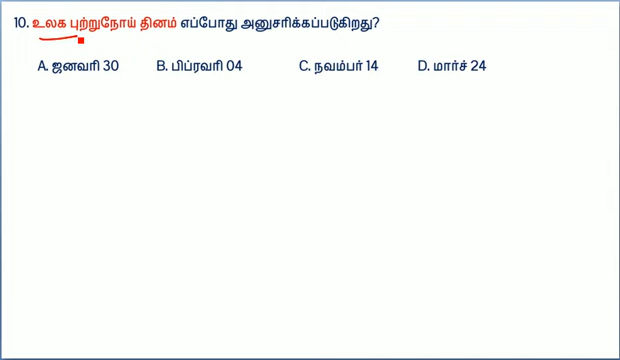 10. உலக புற்றுநோய் தினம் எப்போது அனுசரிக்கப்படுகிறது?
A. ஜனவரி 30 B. பிப்ரவரி 04 C. நவம்பர் 14 D. மார்ச் 24